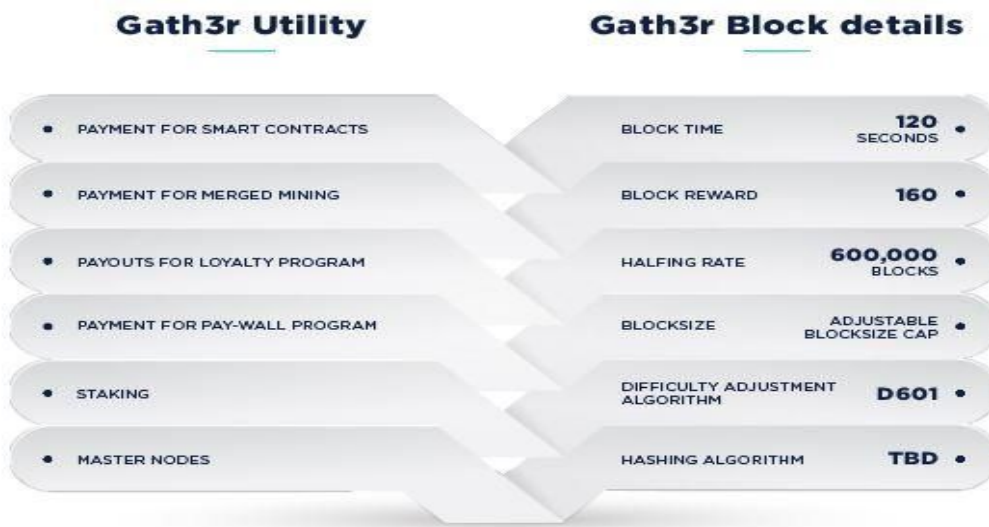 Gath3r Utility
PAYMENT FOR SMART CONTRACTS
PAYMENT FOR MERGED MINING
PAYOUTS FOR LOYALTY PROGRAM
PAYMENT FOR PAY-WALL PROGRAM
STAKING
MASTER NODES
Gath3r Block details
BLOCK TIME
120
SECONDS
BLOCK REWARD
160
HALFING RATE
600,000
BLOCKS
BLOCKSIZE
ADJUSTABLE
BLOCKSIZE CAP
DIFFICULTY ADJUSTMENT
ALGORITHM
D601
HASHING ALGORITHM
TBD